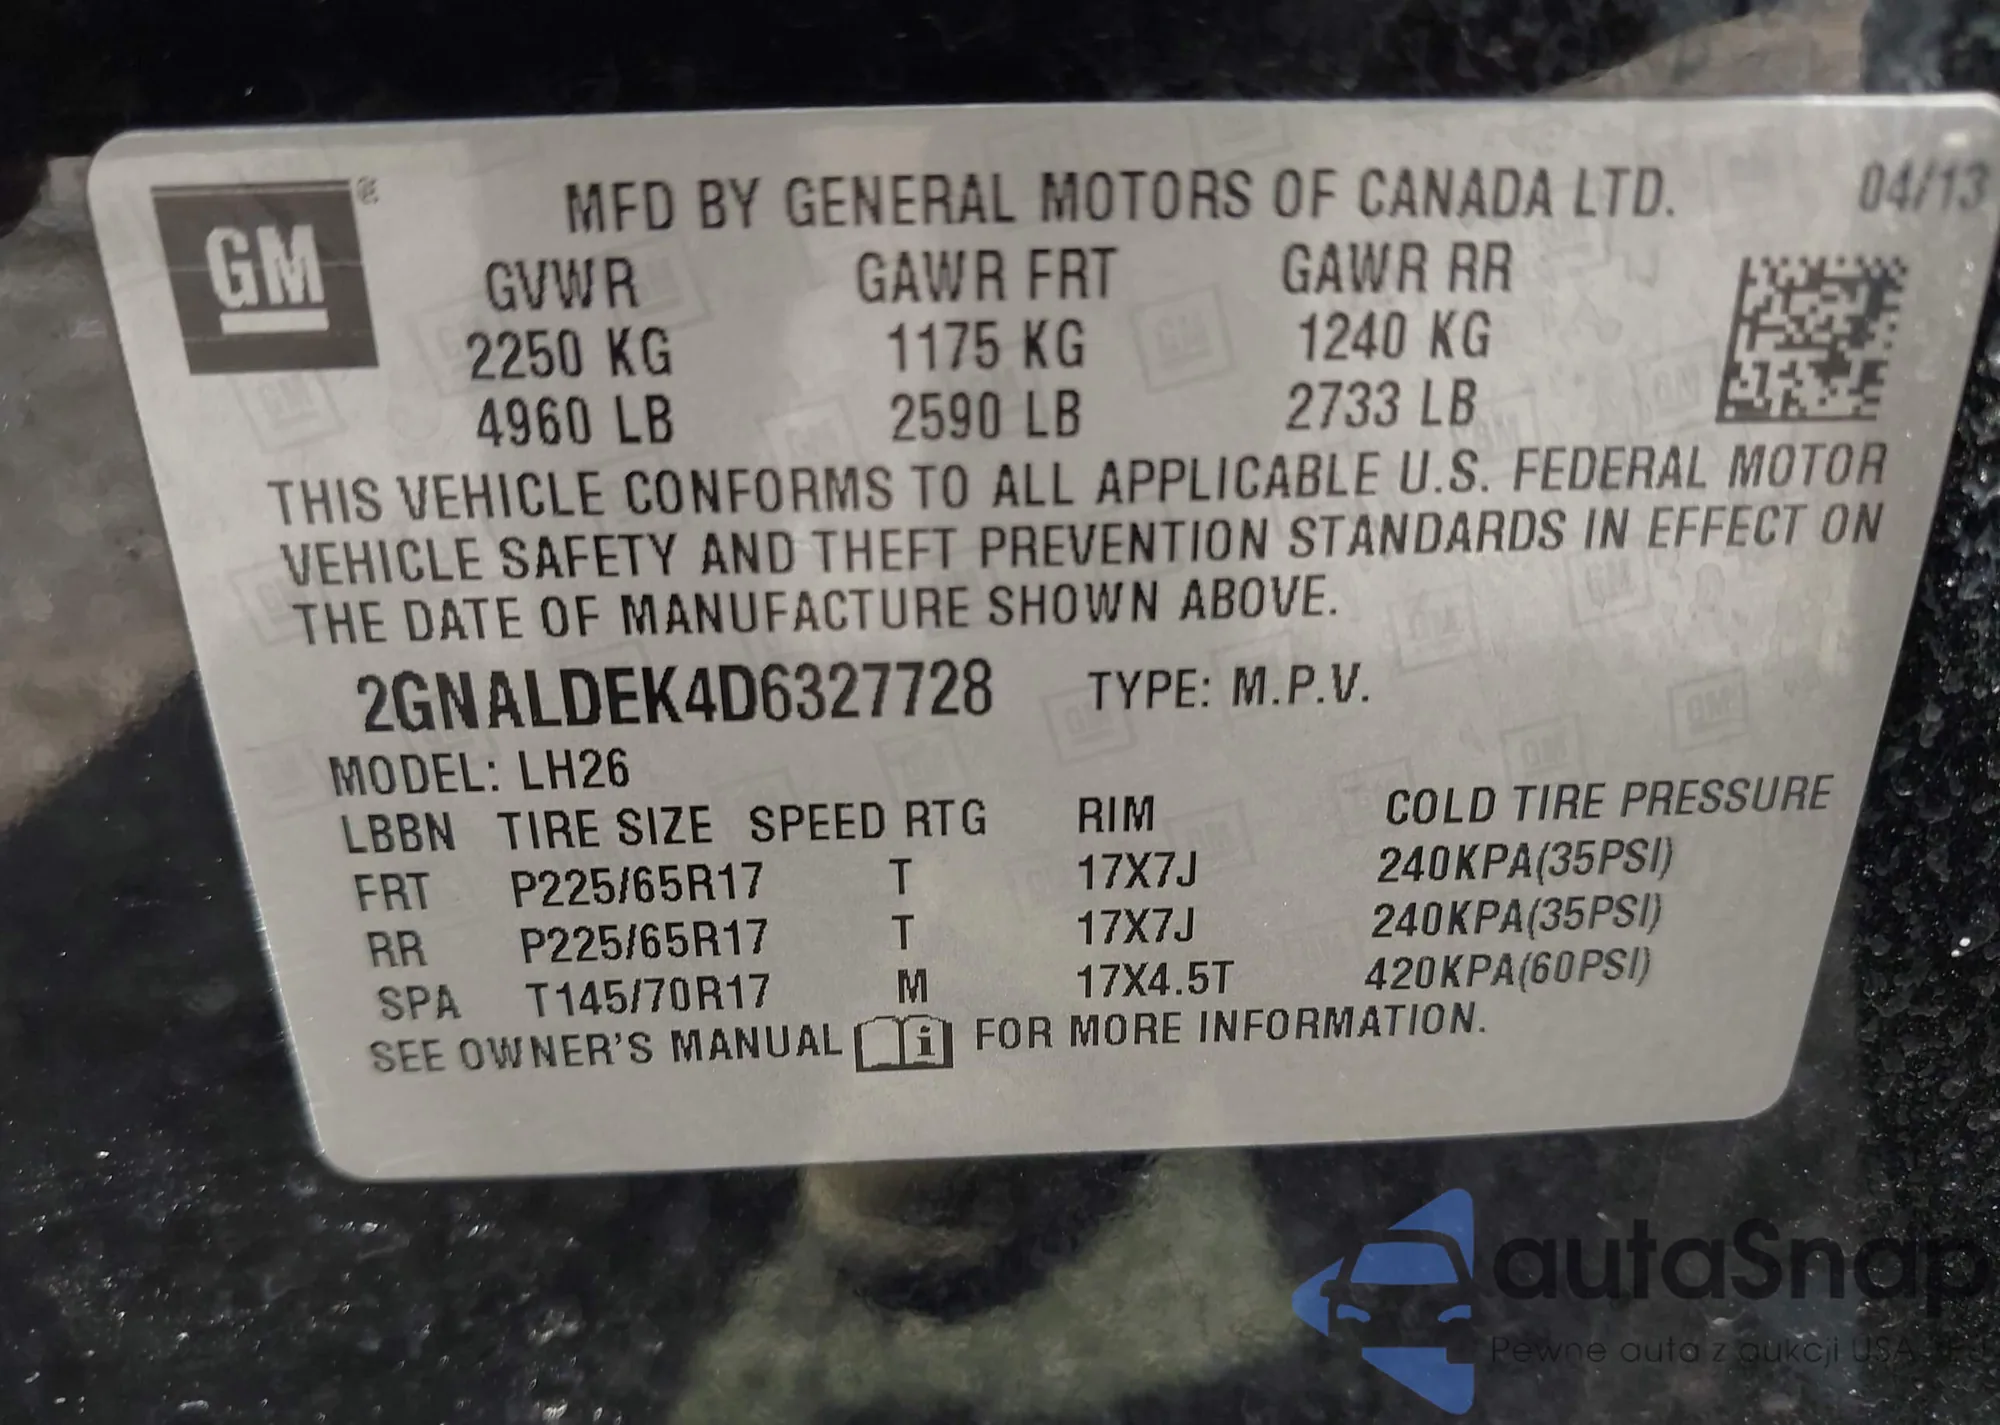 GM ®
MFD BY GENERAL MOTORS OF CANADA LTD. 04/13
GVWR GAWR FRT GAWR RR
2250 KG 1175 KG 1240 KG
4960 LB 2590 LB 2733 LB
THIS VEHICLE CONFORMS TO ALL APPLICABLE U.S. FEDERAL MOTOR
VEHICLE SAFETY AND THEFT PREVENTION STANDARDS IN EFFECT ON
THE DATE OF MANUFACTURE SHOWN ABOVE.
2GNALDEK4D6327728 TYPE: M.P.V.
MODEL: LH26
LBBN TIRE SIZE SPEED RTG RIM COLD TIRE PRESSURE
FRT P225/65R17 T 17X7J 240KPA(35PSI)
RR P225/65R17 T 17X7J 240KPA(35PSI)
SPA T145/70R17 M 17X4.5T 420KPA(60PSI)
SEE OWNER'S MANUAL i FOR MORE INFORMATION.
autaSnap
Pewne auta z aukcji USA